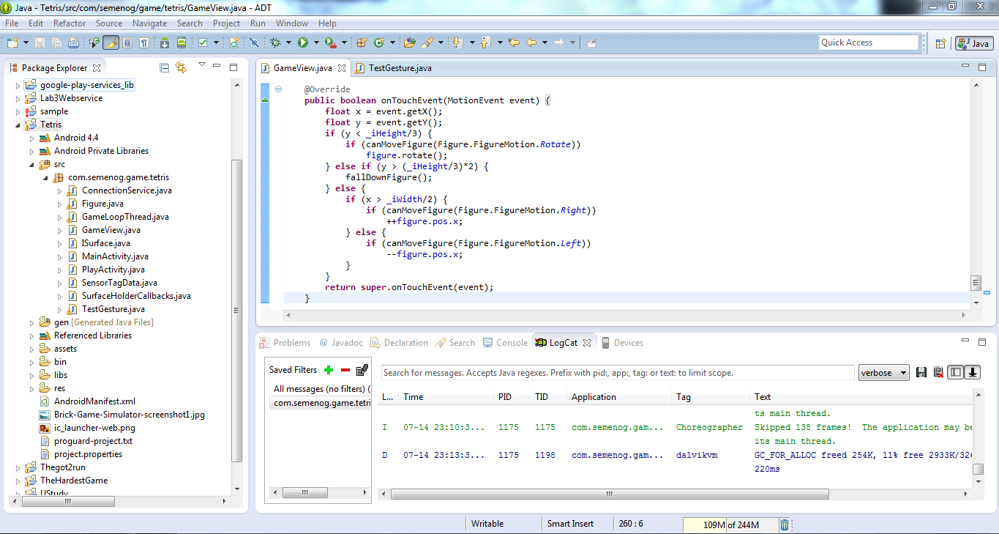 Java - Tetris/src/com/semenog/game/tetris/GameView.java - ADT
File Edit Refactor Source Navigate Search Project Run Window Help
Quick Access
Java
Package Explorer
google-play-services_lib
Lab3Webservice
sample
Tetris
Android 4.4
Android Private Libraries
src
com.semenog.game.tetris
ConnectionService.java
Figure.java
GameLoopThread.java
GameView.java
ISurface.java
MainActivity.java
PlayActivity.java
SensorTagData.java
SurfaceHolderCallbacks.java
TestGesture.java
gen [Generated Java Files]
Referenced Libraries
assets
bin
libs
res
AndroidManifest.xml
Brick-Game-Simulator-screenshot1.jpg
ic_launcher-web.png
proguard-project.txt
project.properties
Thegot2run
TheHardestGame
UStudy
GameView.java TestGesture.java
@Override
public boolean onTouchEvent(MotionEvent event) {
float x = event.getX();
float y = event.getY();
if (y < _iHeight/3) {
if (canMoveFigure(Figure.FigureMotion.Rotate))
figure.rotate();
} else if (y > (_iHeight/3)*2) {
fallDownFigure();
} else {
if (x > _iWidth/2) {
if (canMoveFigure(Figure.FigureMotion.Right))
++figure.pos.x;
} else {
if (canMoveFigure(Figure.FigureMotion.Left))
--figure.pos.x;
}
}
return super.onTouchEvent(event);
}
Problems @ Javadoc Declaration Search Console LogCat Devices
Saved Filters
All messages (no filters) (
com.semenog.game.tetri
Search for messages. Accepts Java regexes. Prefix with pid:, app:, tag: or text: to limit scope.
verbose
L... Time PID TID Application Tag Text
ts main thread.
I 07-14 23:10:3... 1175 1175 com.semenog.gam... Choreographer Skipped 138 frames! The application may be
its main thread.
D 07-14 23:13:3... 1175 1198 com.semenog.gam... dalvikvm GC_FOR_ALLOC freed 254K, 11% free 2933K/326
220ms
Writable Smart Insert 260 : 6 109M of 244M